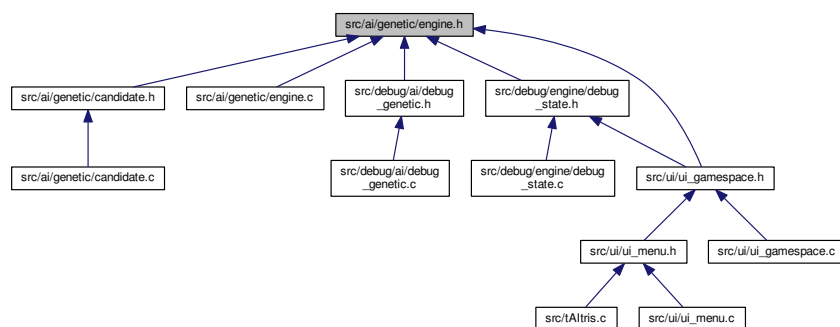 src/ai/genetic/engine.h
src/ai/genetic/candidate.h
src/ai/genetic/engine.c
src/debug/ai/debug
_genetic.h
src/debug/engine/debug
_state.h
src/ai/genetic/candidate.c
src/debug/ai/debug
_genetic.c
src/debug/engine/debug
_state.c
src/ui/ui_gamespace.h
src/ui/ui_menu.h
src/ui/ui_gamespace.c
src/tAItris.c
src/ui/ui_menu.c